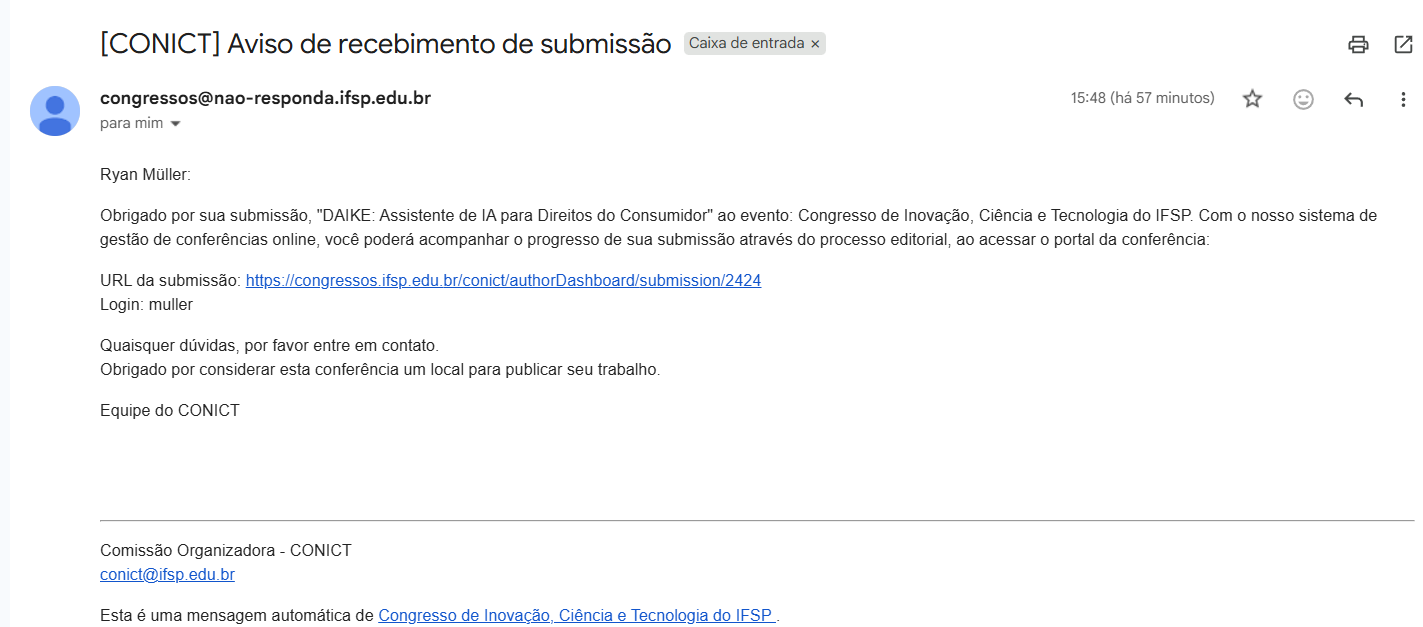 [CONICT] Aviso de recebimento de submissão Caixa de entrada ×
congressos@nao-responda.ifsp.edu.br 15:48 (há 57 minutos)
para mim
Ryan Müller:
Obrigado por sua submissão, "DAIKE: Assistente de IA para Direitos do Consumidor" ao evento: Congresso de Inovação, Ciência e Tecnologia do IFSP. Com o nosso sistema de
gestão de conferências online, você poderá acompanhar o progresso de sua submissão através do processo editorial, ao acessar o portal da conferência:
URL da submissão: https://congressos.ifsp.edu.br/conict/authorDashboard/submission/2424
Login: muller
Quaisquer dúvidas, por favor entre em contato.
Obrigado por considerar esta conferência um local para publicar seu trabalho.
Equipe do CONICT
Comissão Organizadora - CONICT
conict@ifsp.edu.br
Esta é uma mensagem automática de Congresso de Inovação, Ciência e Tecnologia do IFSP .